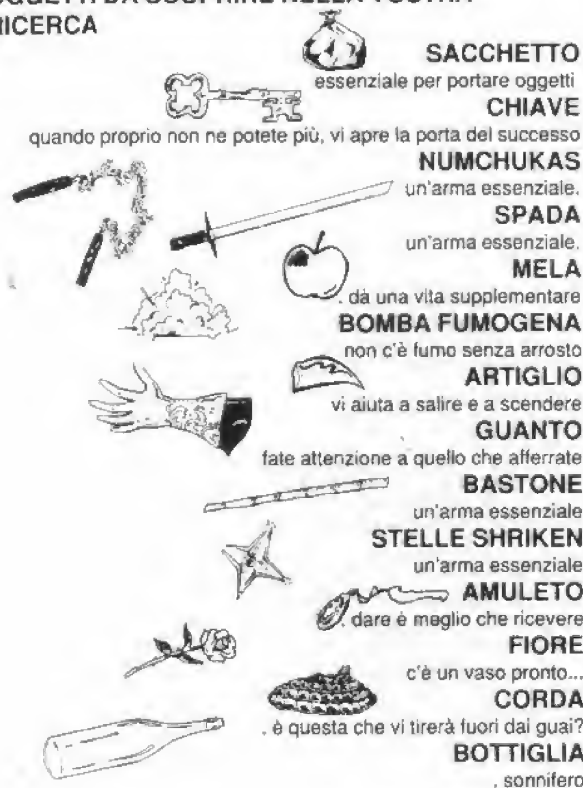 RICERCA
SACCHETTO
essenziale per portare oggetti
CHIAVE
quando proprio non ne potete più, vi apre la porta del successo
NUMCHUKAS
un'arma essenziale.
SPADA
un'arma essenziale.
MELA
. dà una vita supplementare
BOMBA FUMOGENA
non c'è fumo senza arrosto
ARTIGLIO
vi aiuta a salire e a scendere
GUANTO
fate attenzione a quello che afferrate
BASTONE
un'arma essenziale
STELLE SHRIKEN
un'arma essenziale
AMULETO
. dare è meglio che ricevere
FIORE
c'è un vaso pronto...
CORDA
. è questa che vi tirerà fuori dai guai?
BOTTIGLIA
. sonnifero